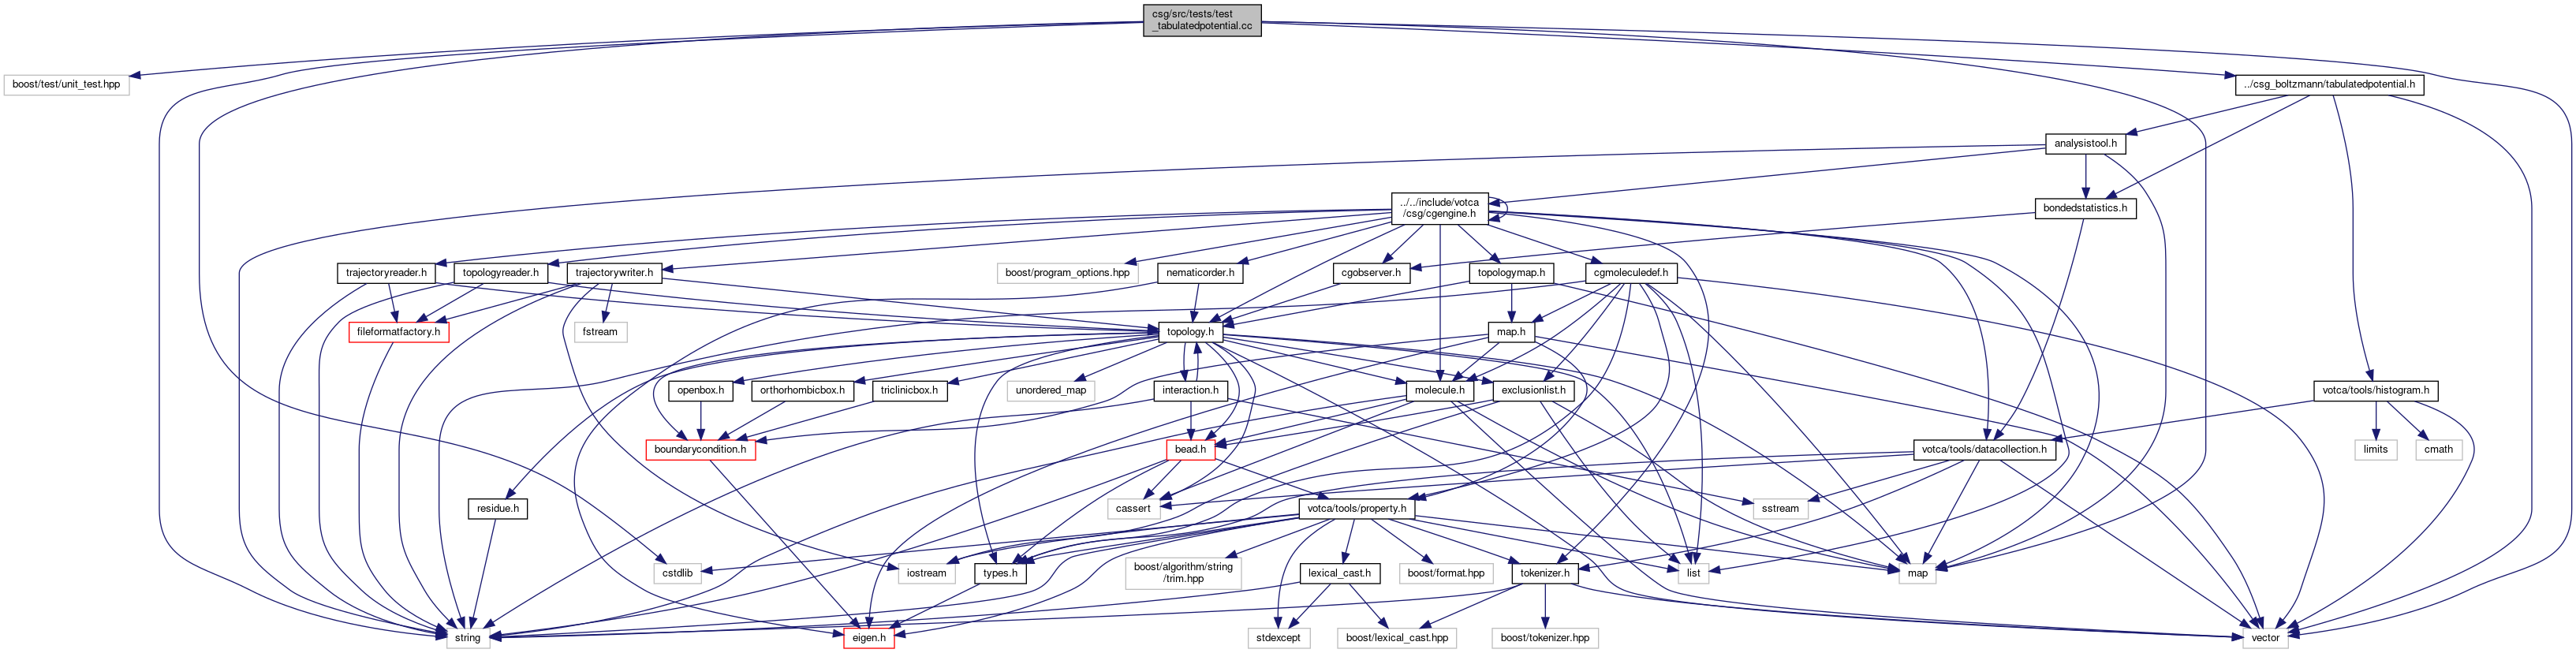 csg/src/tests/test
_tabulatedpotential.cc
boost/test/unit_test.hpp
../csg_boltzmann/tabulatedpotential.h
analysistool.h
../../include/votca
/csg/cgengine.h
bondedstatistics.h
trajectoryreader.h
topologyreader.h
trajectorywriter.h
boost/program_options.hpp
nematicorder.h
cgobserver.h
topologymap.h
cgmoleculedef.h
fileformatfactory.h
fstream
topology.h
map.h
openbox.h
orthorhombicbox.h
triclinicbox.h
unordered_map
interaction.h
molecule.h
exclusionlist.h
votca/tools/histogram.h
boundarycondition.h
bead.h
votca/tools/datacollection.h
limits
cmath
residue.h
cassert
votca/tools/property.h
sstream
cstdlib
iostream
types.h
boost/algorithm/string
/trim.hpp
lexical_cast.h
boost/format.hpp
tokenizer.h
list
map
string
eigen.h
stdexcept
boost/lexical_cast.hpp
boost/tokenizer.hpp
vector